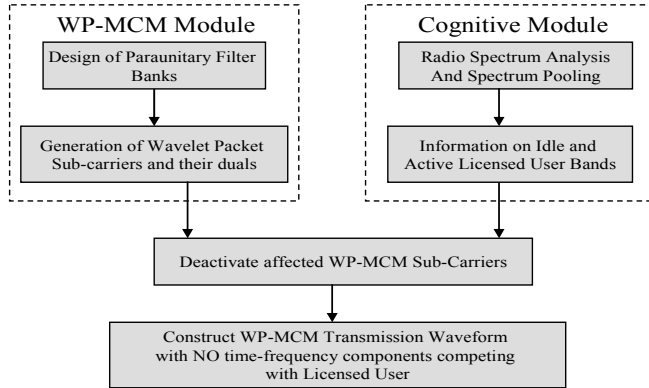 WP-MCM Module
Design of Paraunitary Filter
Banks
Generation of Wavelet Packet
Sub-carriers and their duals
Cognitive Module
Radio Spectrum Analysis
And Spectrum Pooling
Information on Idle and
Active Licensed User Bands
Deactivate affected WP-MCM Sub-Carriers
Construct WP-MCM Transmission Waveform
with NO time-frequency components competing
with Licensed User